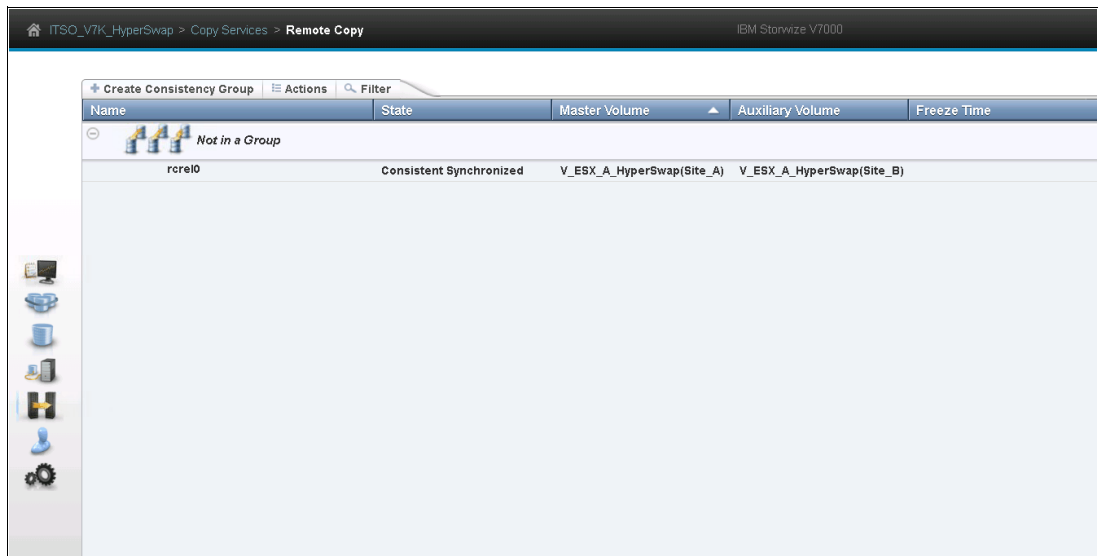 ITSO_V7K_HyperSwap > Copy Services > Remote Copy IBM Storwize V7000
Create Consistency Group Actions Filter
Name State Master Volume Auxiliary Volume Freeze Time
Not in a Group
rcrel0 Consistent Synchronized V_ESX_A_HyperSwap(Site_A) V_ESX_A_HyperSwap(Site_B)